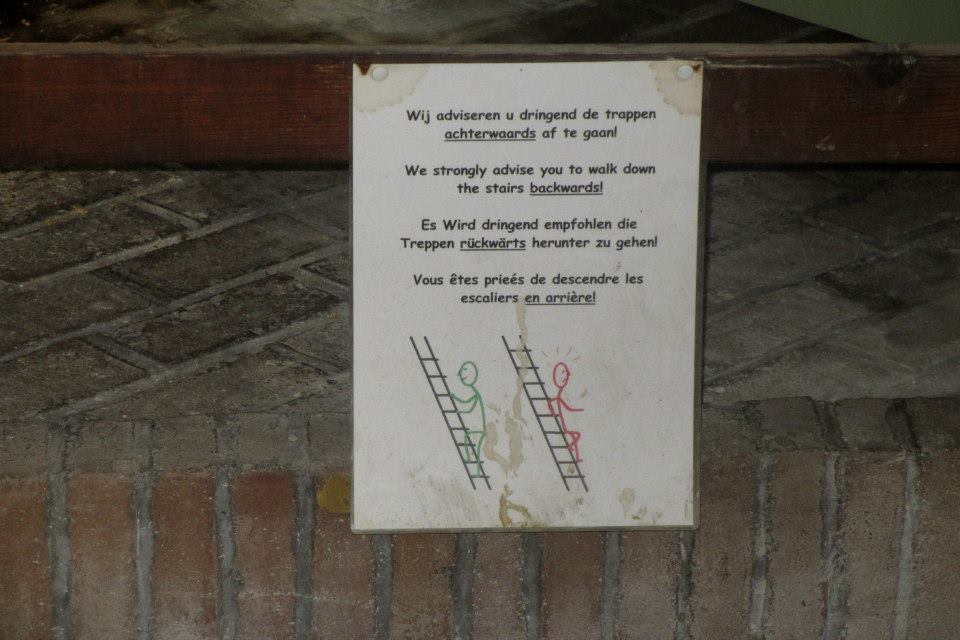 Wij adviseren u dringend de trappen
achterwaards af te gaan!
We strongly advise you to walk down
the stairs backwards!
Es Wird dringend empfohlen die
Treppen rückwärts herunter zu gehen!
Vous êtes prieés de descendre les
escaliers en arrière!